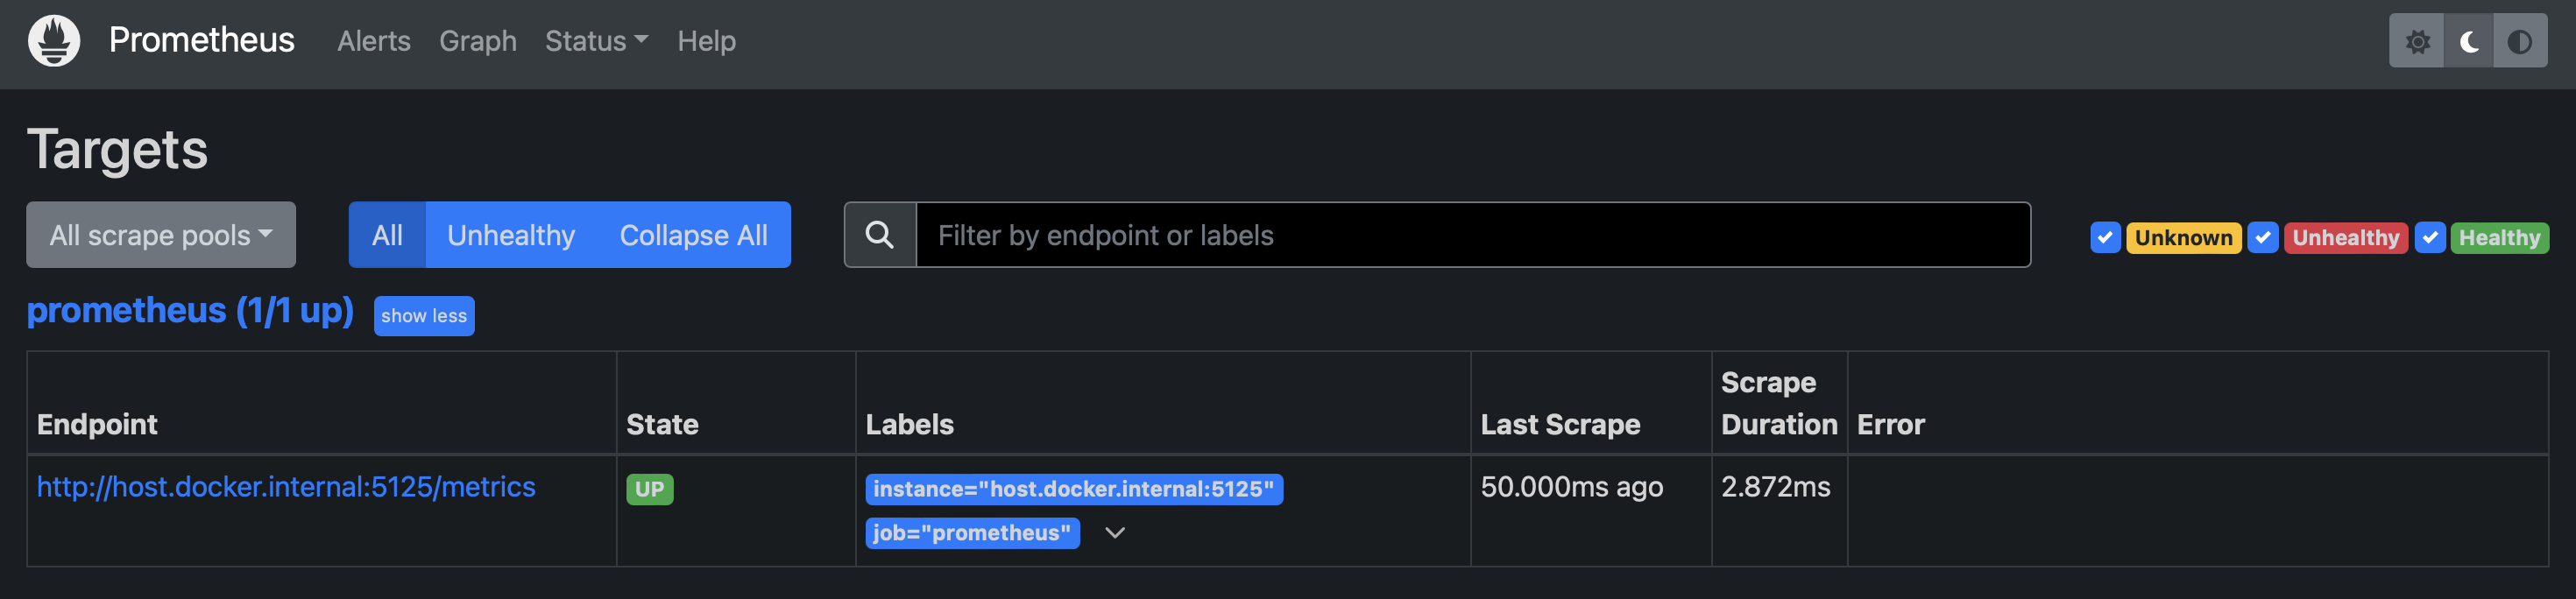 Prometheus Alerts Graph Status Help
Targets
All scrape pools All Unhealthy Collapse All Filter by endpoint or labels Unknown Unhealthy Healthy
prometheus (1/1 up) show less
Endpoint State Labels Last Scrape Scrape Duration Error
http://host.docker.internal:5125/metrics UP instance="host.docker.internal:5125" 50.000ms ago 2.872ms
job="prometheus"